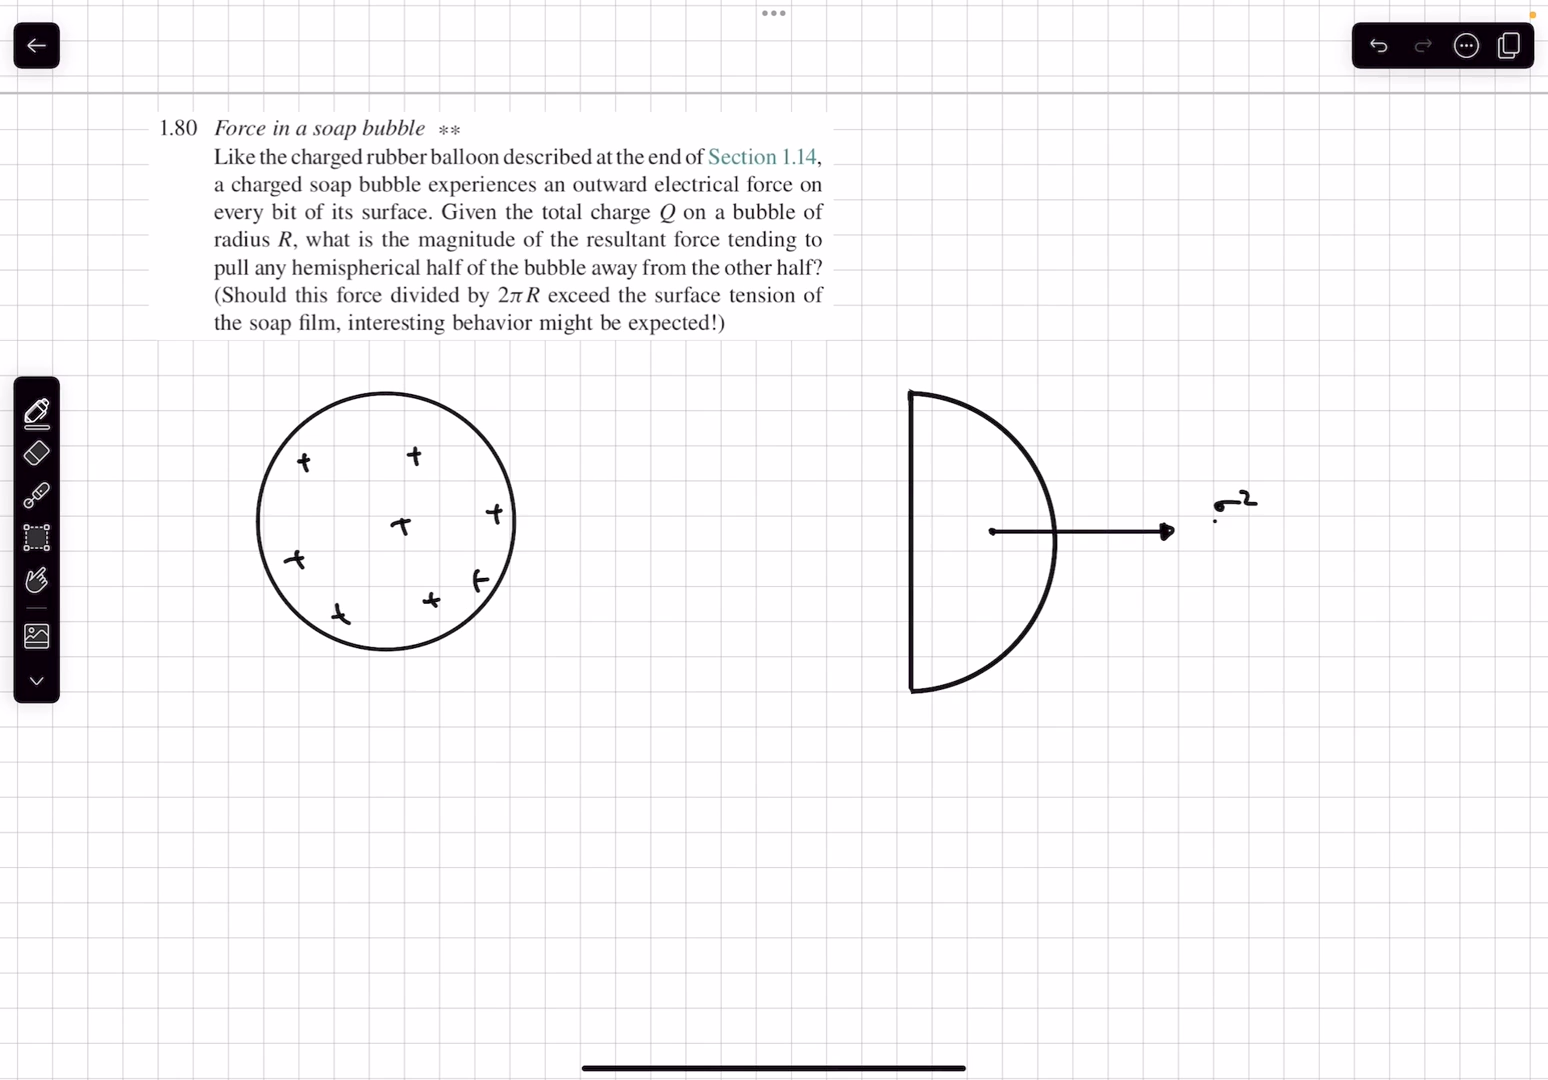 1.80 Force in a soap bubble **
Like the charged rubber balloon described at the end of Section 1.14,
a charged soap bubble experiences an outward electrical force on
every bit of its surface. Given the total charge Q on a bubble of
radius R, what is the magnitude of the resultant force tending to
pull any hemispherical half of the bubble away from the other half?
(Should this force divided by 2πR exceed the surface tension of
the soap film, interesting behavior might be expected!)
+ +
+ +
+ +
+ +
σ²